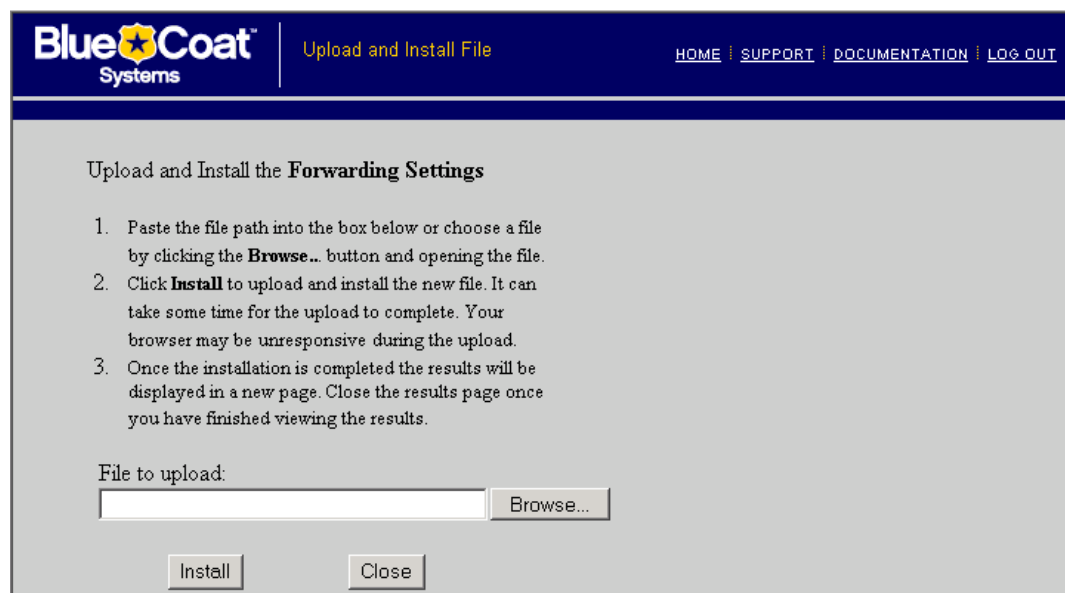 Blue Coat™
Systems
Upload and Install File
HOME SUPPORT DOCUMENTATION LOG OUT
Upload and Install the Forwarding Settings
1. Paste the file path into the box below or choose a file
by clicking the Browse... button and opening the file.
2. Click Install to upload and install the new file. It can
take some time for the upload to complete. Your
browser may be unresponsive during the upload.
3. Once the installation is completed the results will be
displayed in a new page. Close the results page once
you have finished viewing the results.
File to upload:
Browse...
Install Close